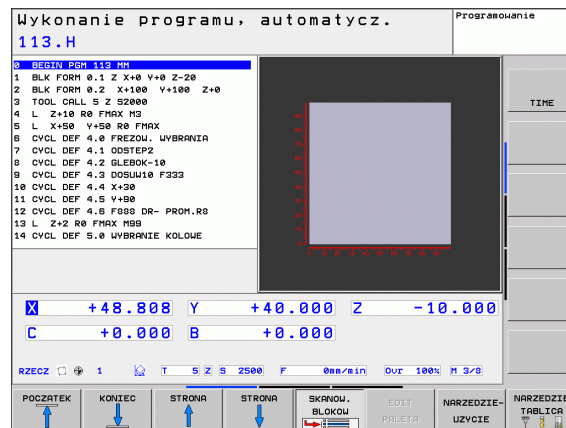 Wykonanie programu, automatycz.
Programowanie
113.H
0 BEGIN PGM 113 MM
1 BLK FORM 0.1 Z X+0 Y+0 Z-20
2 BLK FORM 0.2 X+100 Y+100 Z+0
3 TOOL CALL 5 Z S2000
4 L Z+10 R0 FMAX M3
5 L X+50 Y+50 R0 FMAX
6 CYCL DEF 4.0 FREZOW. WYBRANIA
7 CYCL DEF 4.1 ODSTEP2
8 CYCL DEF 4.2 GLEBOK-10
9 CYCL DEF 4.3 DOSUW10 F333
10 CYCL DEF 4.4 X+30
11 CYCL DEF 4.5 Y+90
12 CYCL DEF 4.6 F888 DR- PROM.R8
13 L Z+2 R0 FMAX M99
14 CYCL DEF 5.0 WYBRANIE KOLOWE
TIME
X +48.808 Y +40.000 Z -10.000
C +0.000 B +0.000
RZECZ 1 T 5 Z S 2500 F 0mm/min Ovr 100% M 3/8
POCZATEK
KONIEC
STRONA
STRONA
SKANOW.
BLOKOW
EDIT
PALETA
NARZEDZIE-
UZYCIE
NARZEDZIE
TABLICA